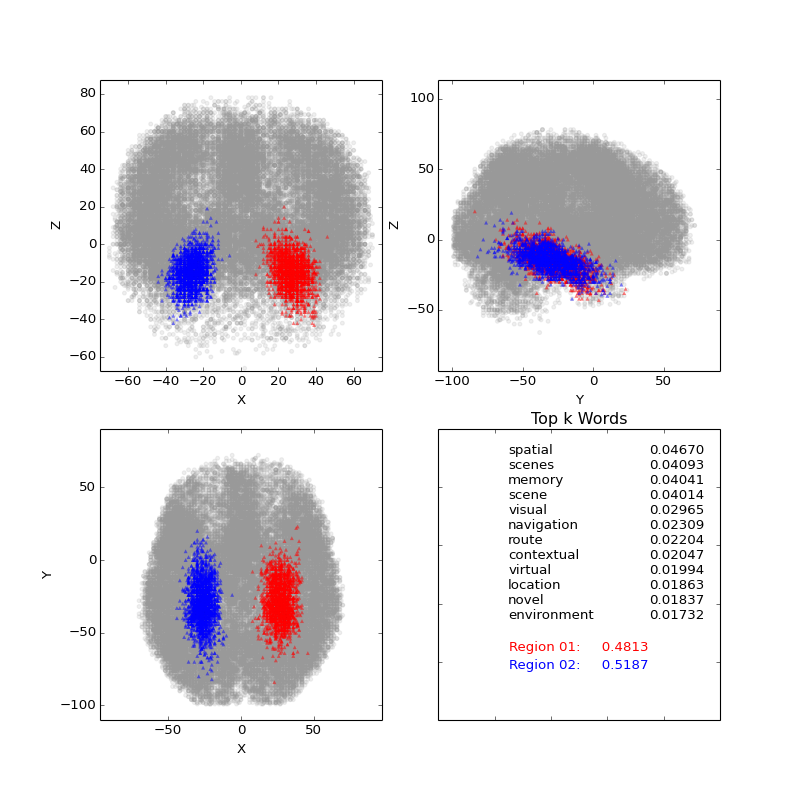 80
60
40
20
0
−20
−40
−60
Z
−60 −40 −20 0 20 40 60
X
100
50
0
−50
Z
−100 −50 0 50
Y
50
0
−50
−100
Y
−50 0 50
X
Top k Words
spatial 0.04670
scenes 0.04093
memory 0.04041
scene 0.04014
visual 0.02965
navigation 0.02309
route 0.02204
contextual 0.02047
virtual 0.01994
location 0.01863
novel 0.01837
environment 0.01732
Region 01: 0.4813
Region 02: 0.5187